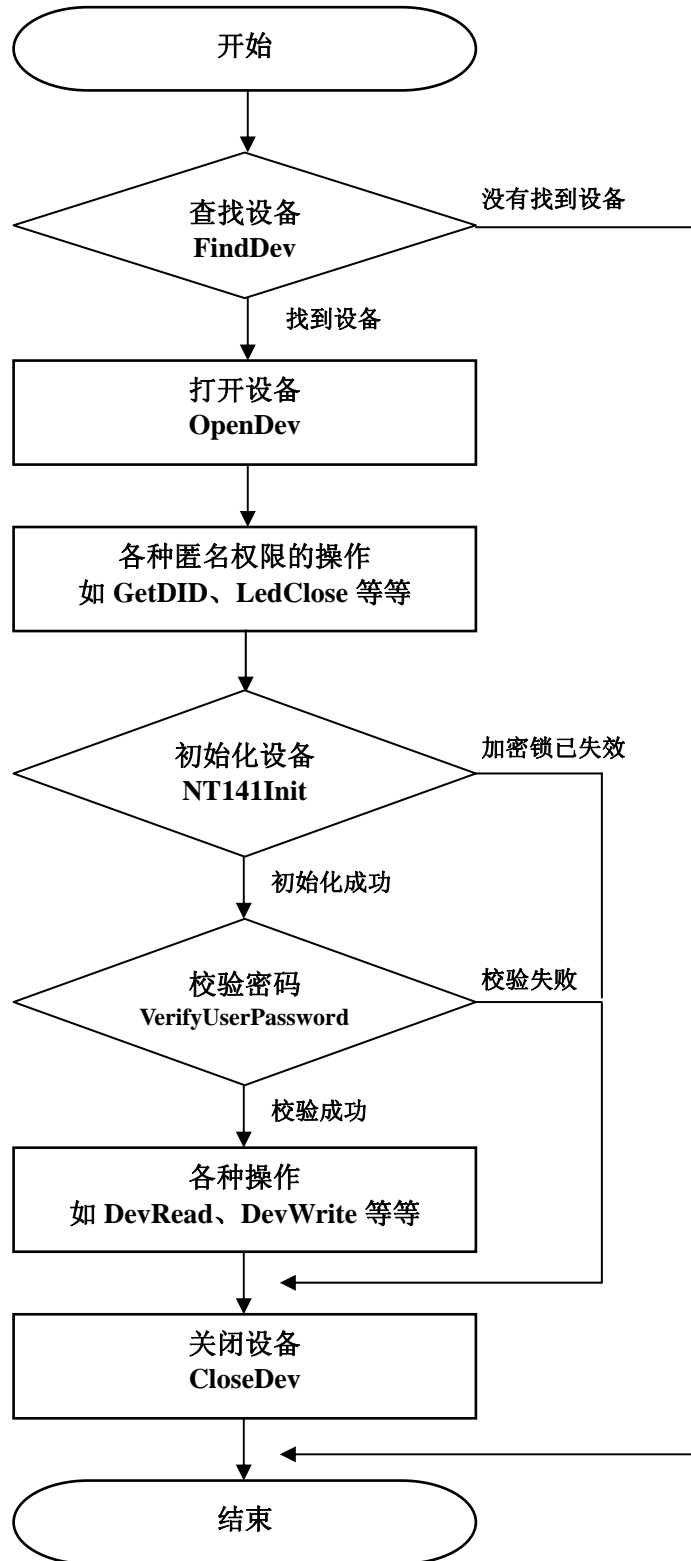 开始
查找设备
FindDev
没有找到设备
找到设备
打开设备
OpenDev
各种匿名权限的操作
如 GetDID、LedClose 等等
初始化设备
NT141Init
加密锁已失效
初始化成功
校验密码
VerifyUserPassword
校验失败
校验成功
各种操作
如 DevRead、DevWrite 等等
关闭设备
CloseDev
结束